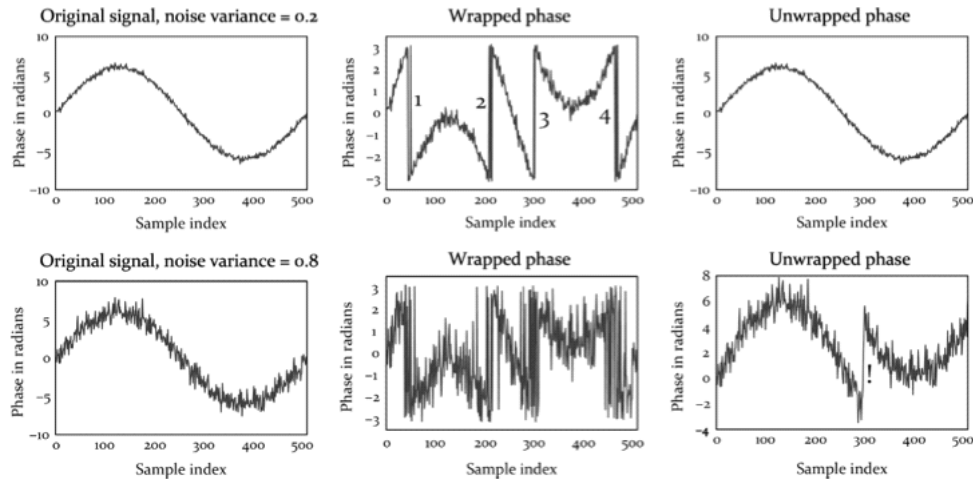 Original signal, noise variance = 0.2
Phase in radians
10
5
0
−5
−10
0 100 200 300 400 500
Sample index
Wrapped phase
Phase in radians
3
2
1
0
−1
−2
−3
1 2 3 4
0 100 200 300 400 500
Sample index
Unwrapped phase
Phase in radians
10
5
0
−5
−10
0 100 200 300 400 500
Sample index
Original signal, noise variance = 0.8
Phase in radians
10
5
0
−5
−10
0 100 200 300 400 500
Sample index
Wrapped phase
Phase in radians
3
2
1
0
−1
−2
−3
0 100 200 300 400 500
Sample index
Unwrapped phase
Phase in radians
8
6
4
2
0
−2
−4
!
0 100 200 300 400 500
Sample index